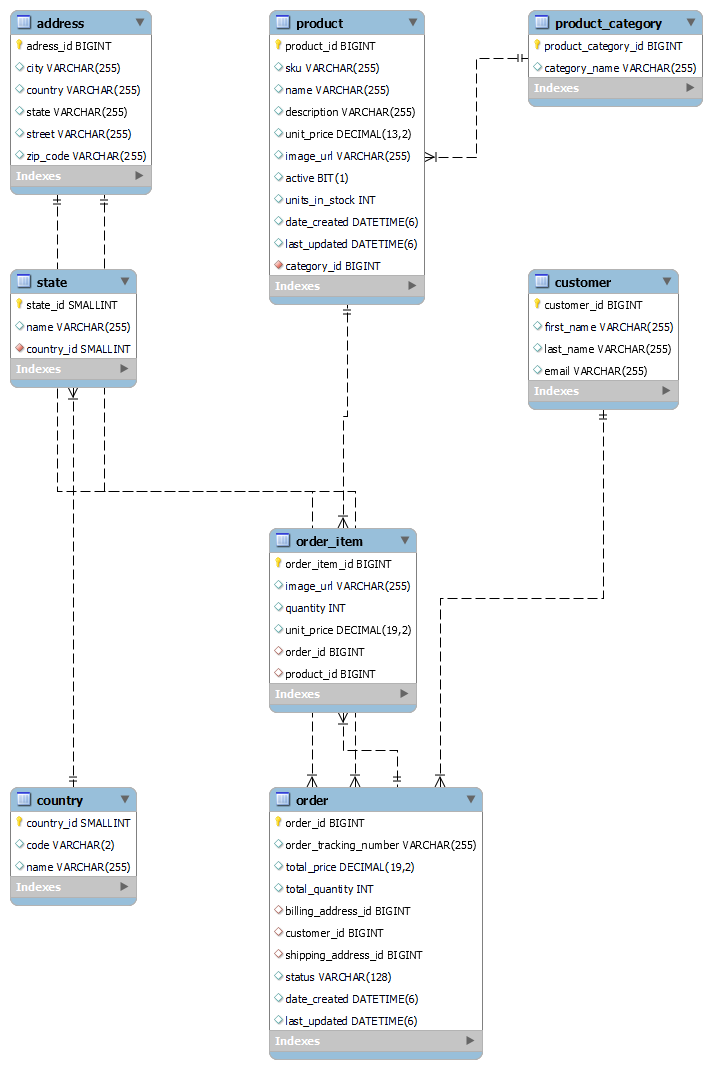 address
adress_id BIGINT
city VARCHAR(255)
country VARCHAR(255)
state VARCHAR(255)
street VARCHAR(255)
zip_code VARCHAR(255)
Indexes
product
product_id BIGINT
sku VARCHAR(255)
name VARCHAR(255)
description VARCHAR(255)
unit_price DECIMAL(13,2)
image_url VARCHAR(255)
active BIT(1)
units_in_stock INT
date_created DATETIME(6)
last_updated DATETIME(6)
category_id BIGINT
Indexes
product_category
product_category_id BIGINT
category_name VARCHAR(255)
Indexes
state
state_id SMALLINT
name VARCHAR(255)
country_id SMALLINT
Indexes
customer
customer_id BIGINT
first_name VARCHAR(255)
last_name VARCHAR(255)
email VARCHAR(255)
Indexes
order_item
order_item_id BIGINT
image_url VARCHAR(255)
quantity INT
unit_price DECIMAL(19,2)
order_id BIGINT
product_id BIGINT
Indexes
country
country_id SMALLINT
code VARCHAR(2)
name VARCHAR(255)
Indexes
order
order_id BIGINT
order_tracking_number VARCHAR(255)
total_price DECIMAL(19,2)
total_quantity INT
billing_address_id BIGINT
customer_id BIGINT
shipping_address_id BIGINT
status VARCHAR(128)
date_created DATETIME(6)
last_updated DATETIME(6)
Indexes